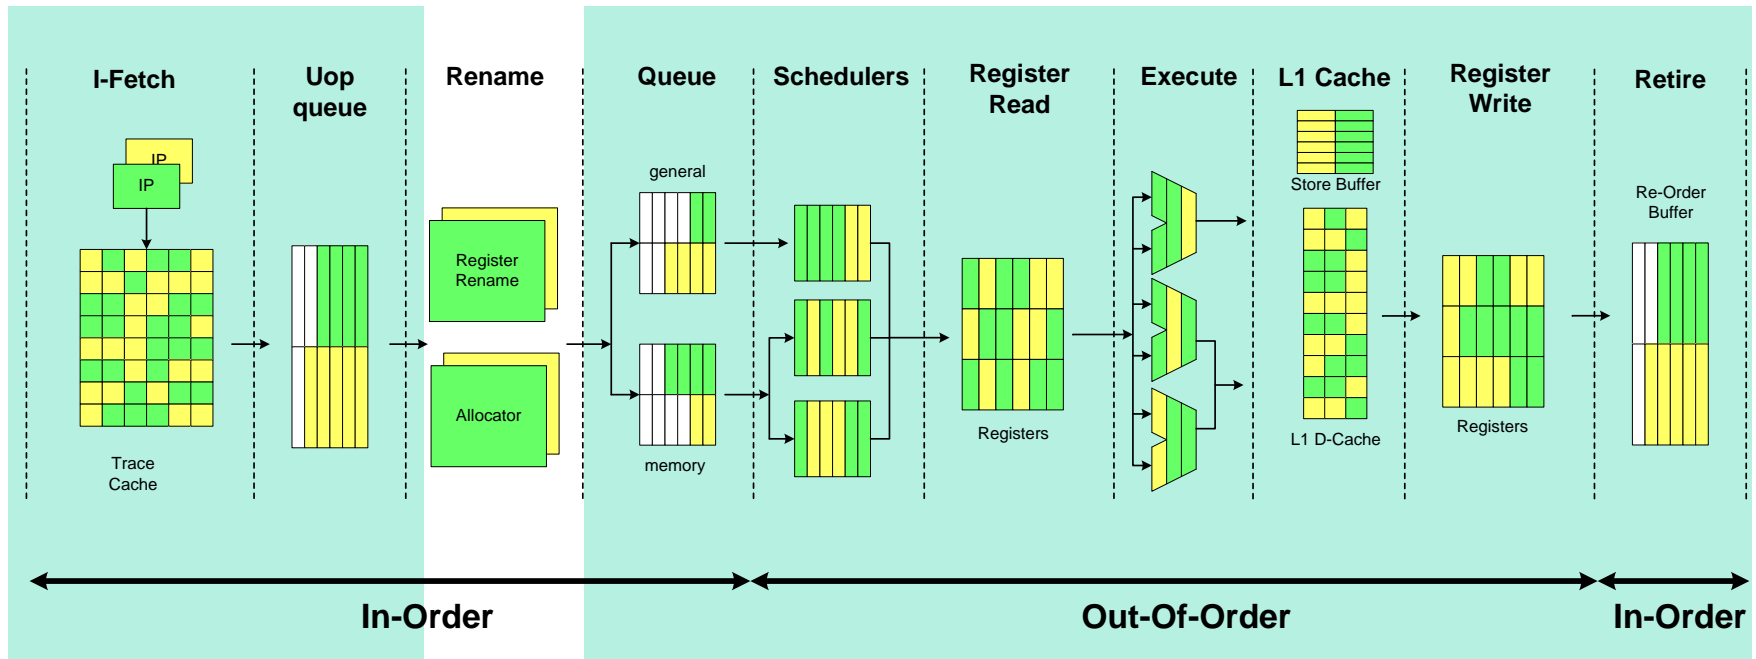 I-Fetch
Uop
queue
Rename
Queue
Schedulers
Register
Read
Execute
L1 Cache
Register
Write
Retire
IP
IP
Trace
Cache
Register
Rename
Allocator
general
memory
Registers
Store Buffer
L1 D-Cache
Registers
Re-Order
Buffer
In-Order
Out-Of-Order
In-Order